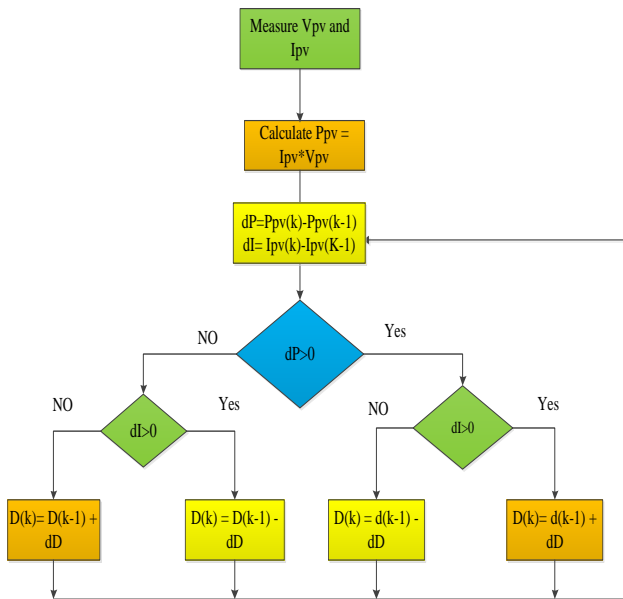 Measure Vpv and
Ipv
Calculate Ppv =
Ipv*Vpv
dP=Ppv(k)-Ppv(k-1)
dI= Ipv(k)-Ipv(K-1)
NO
Yes
dP>0
NO
Yes
NO
Yes
dI>0
dI>0
D(k)= D(k-1) +
dD
D(k) = D(k-1) -
dD
D(k) = d(k-1) -
dD
D(k)= d(k-1) +
dD